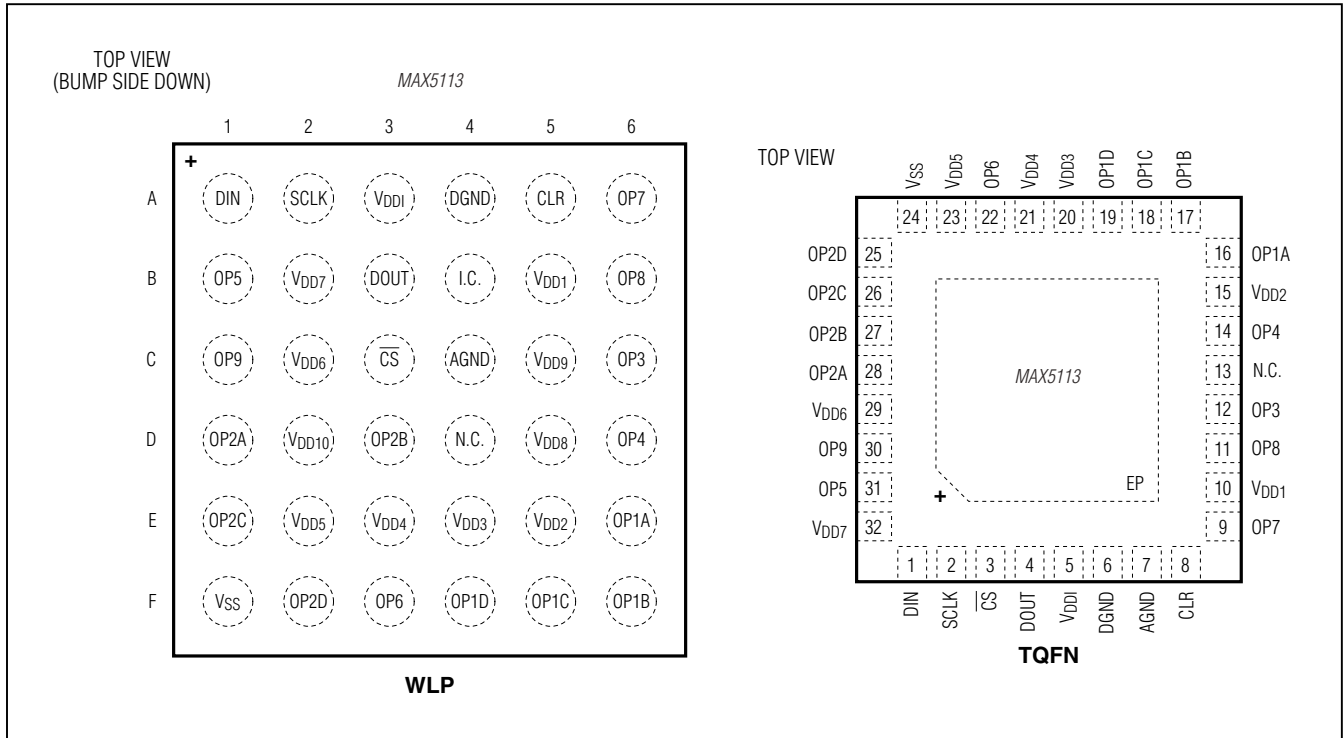 TOP VIEW
(BUMP SIDE DOWN)
MAX5113
1 2 3 4 5 6
+
A DIN SCLK VDDI DGND CLR OP7
B OP5 VDD7 DOUT I.C. VDD1 OP8
C OP9 VDD6 C̅S̅ AGND VDD9 OP3
D OP2A VDD10 OP2B N.C. VDD8 OP4
E OP2C VDD5 VDD4 VDD3 VDD2 OP1A
F VSS OP2D OP6 OP1D OP1C OP1B
WLP
TOP VIEW
VSS VDD5 OP6 VDD4 VDD3 OP1D OP1C OP1B
24 23 22 21 20 19 18 17
OP2D 25 16 OP1A
OP2C 26 15 VDD2
OP2B 27 14 OP4
OP2A 28 MAX5113 13 N.C.
VDD6 29 12 OP3
OP9 30 11 OP8
OP5 31 + EP 10 VDD1
VDD7 32 9 OP7
1 2 3 4 5 6 7 8
DIN SCLK C̅S̅ DOUT VDDI DGND AGND CLR
TQFN